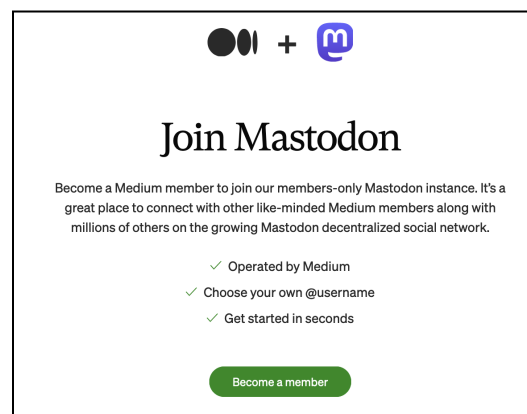 + m
Join Mastodon
Become a Medium member to join our members-only Mastodon instance. It's a
great place to connect with other like-minded Medium members along with
millions of others on the growing Mastodon decentralized social network.
Operated by Medium
Choose your own @username
Get started in seconds
Become a member